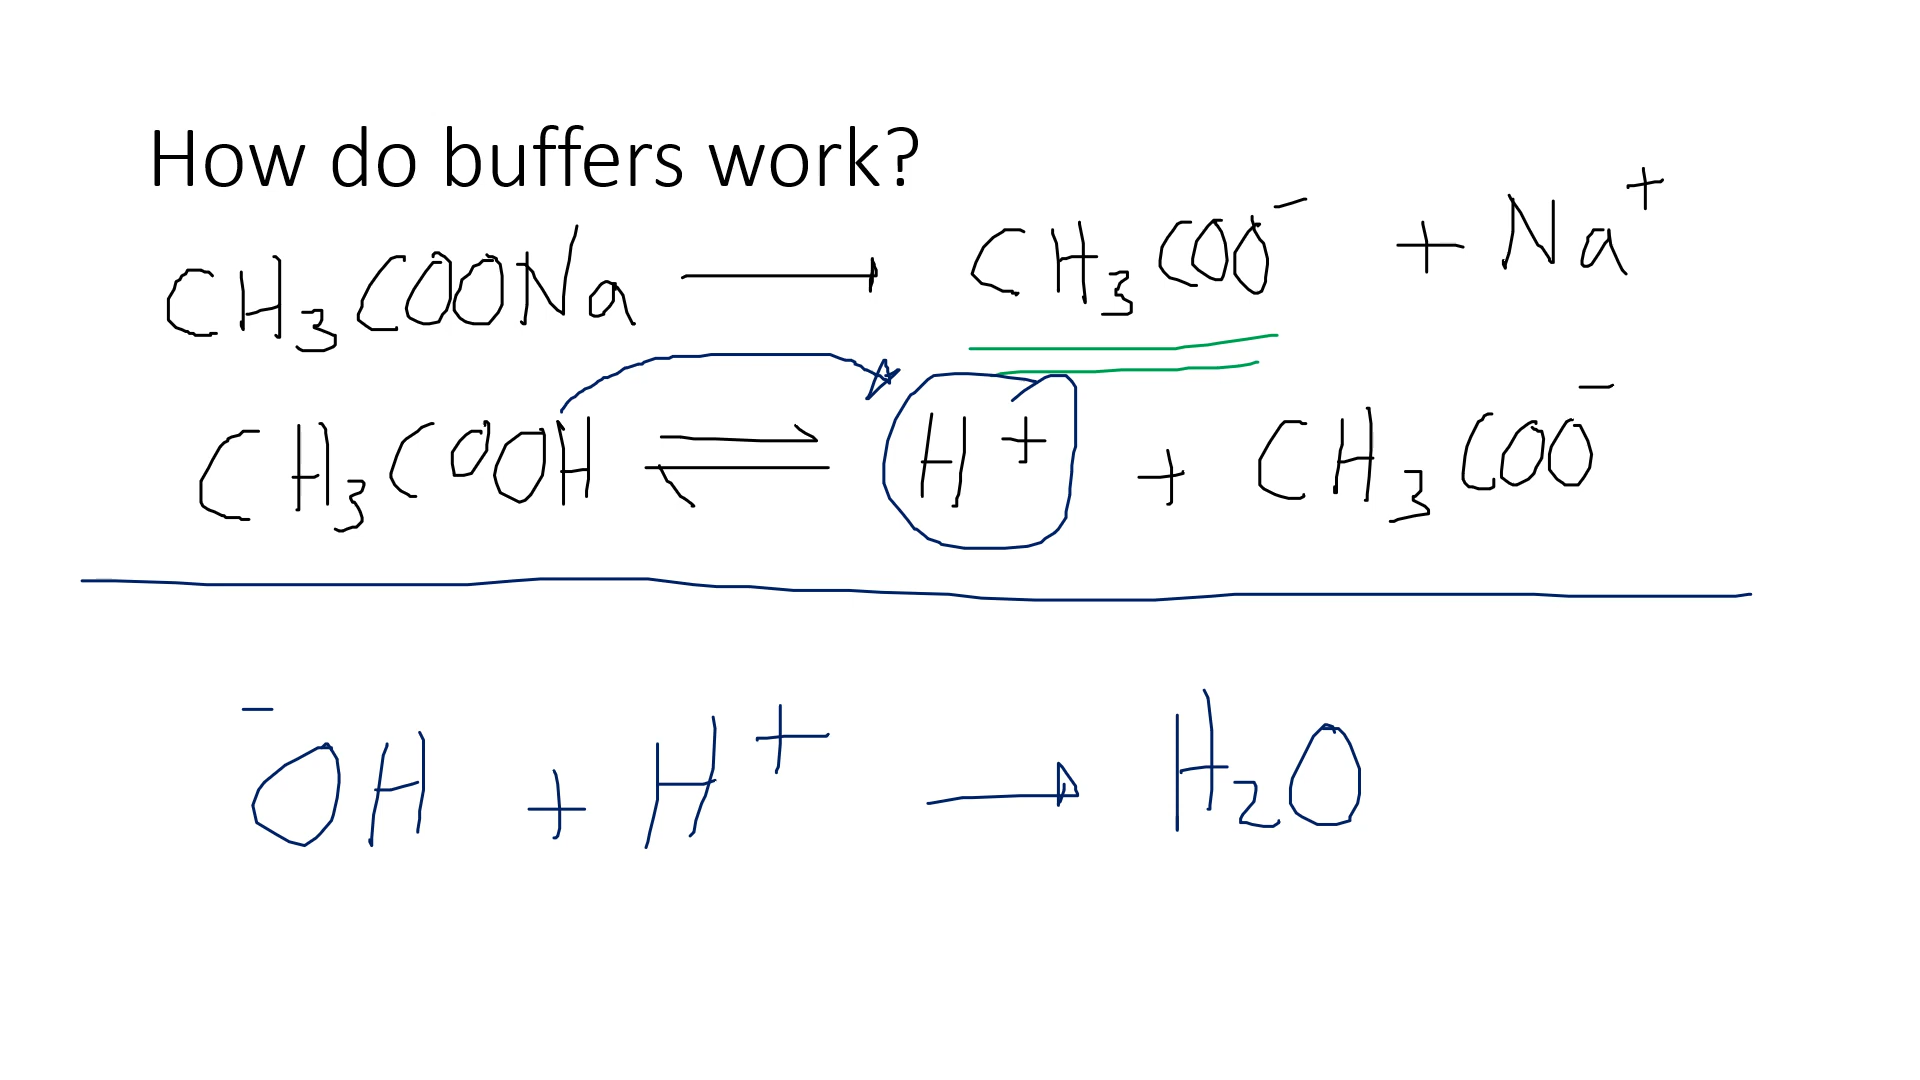 How do buffers work?
CH₃COONa → CH₃COO⁻ + Na⁺
CH₃COOH ⇌ H⁺ + CH₃COO⁻
⁻OH + H⁺ → H₂O